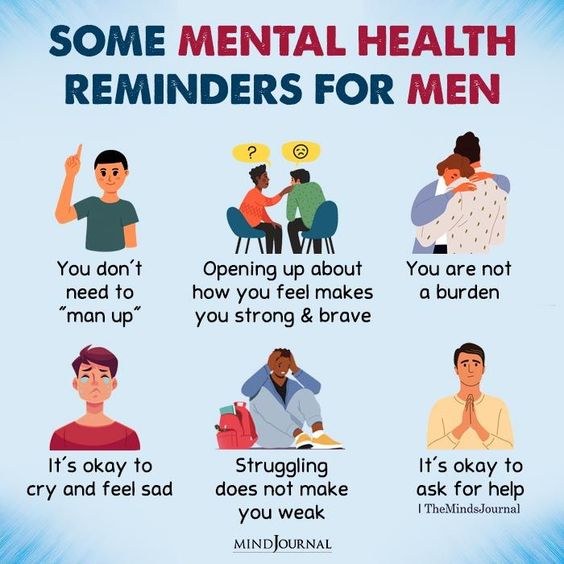 SOME MENTAL HEALTH
REMINDERS FOR MEN
?
You don't
need to
"man up"
Opening up about
how you feel makes
you strong & brave
You are not
a burden
It's okay to
cry and feel sad
Struggling
does not make
you weak
It's okay to
ask for help
| TheMindsJournal
MINDJOURNAL